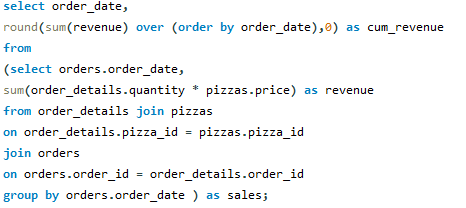 select order_date,
round(sum(revenue) over (order by order_date),0) as cum_revenue
from
(select orders.order_date,
sum(order_details.quantity * pizzas.price) as revenue
from order_details join pizzas
on order_details.pizza_id = pizzas.pizza_id
join orders
on orders.order_id = order_details.order_id
group by orders.order_date ) as sales;